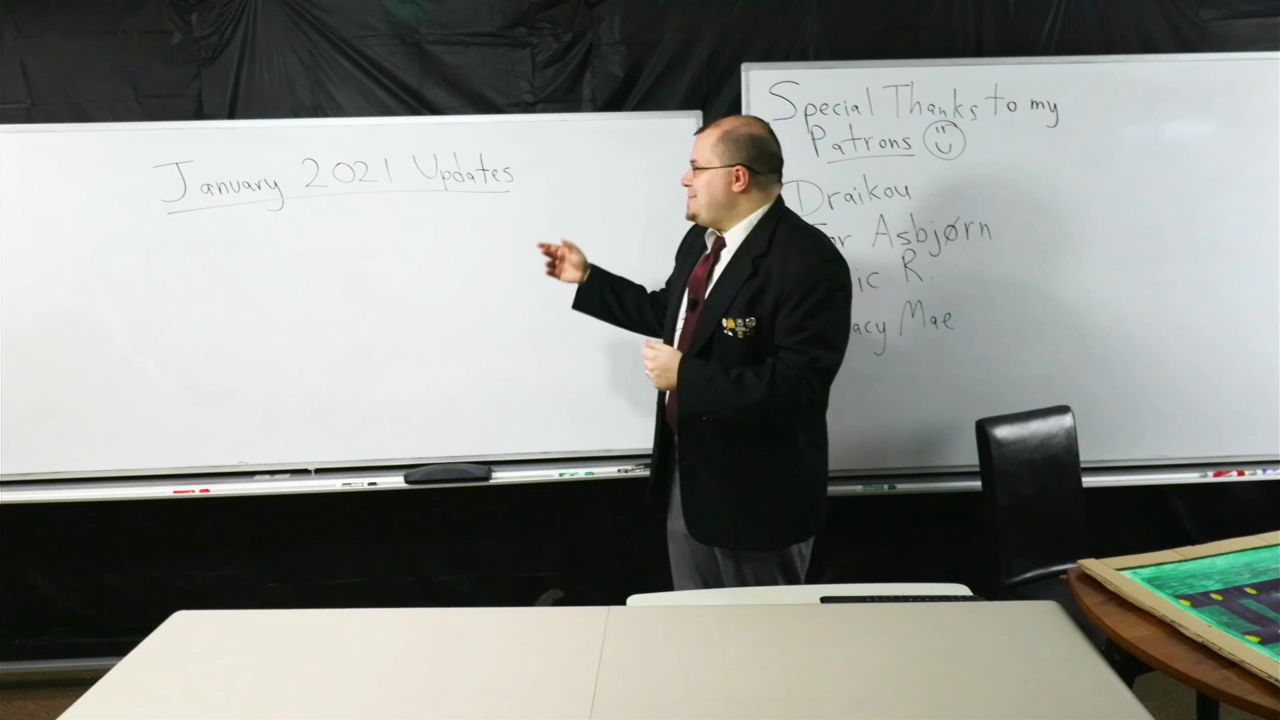 January 2021 Updates
Special Thanks to my
Patrons
Draikou
Asbjørn
R.
Mae